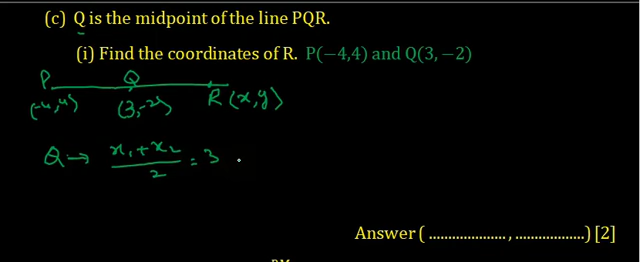 (c) Q is the midpoint of the line PQR.
(i) Find the coordinates of R. P(−4,4) and Q(3, −2)
P Q
(-4,4) (3,-2) R(x,y)
Q → x₁+x₂ / 2 = 3
Answer ( ..................... , ..................) [2]